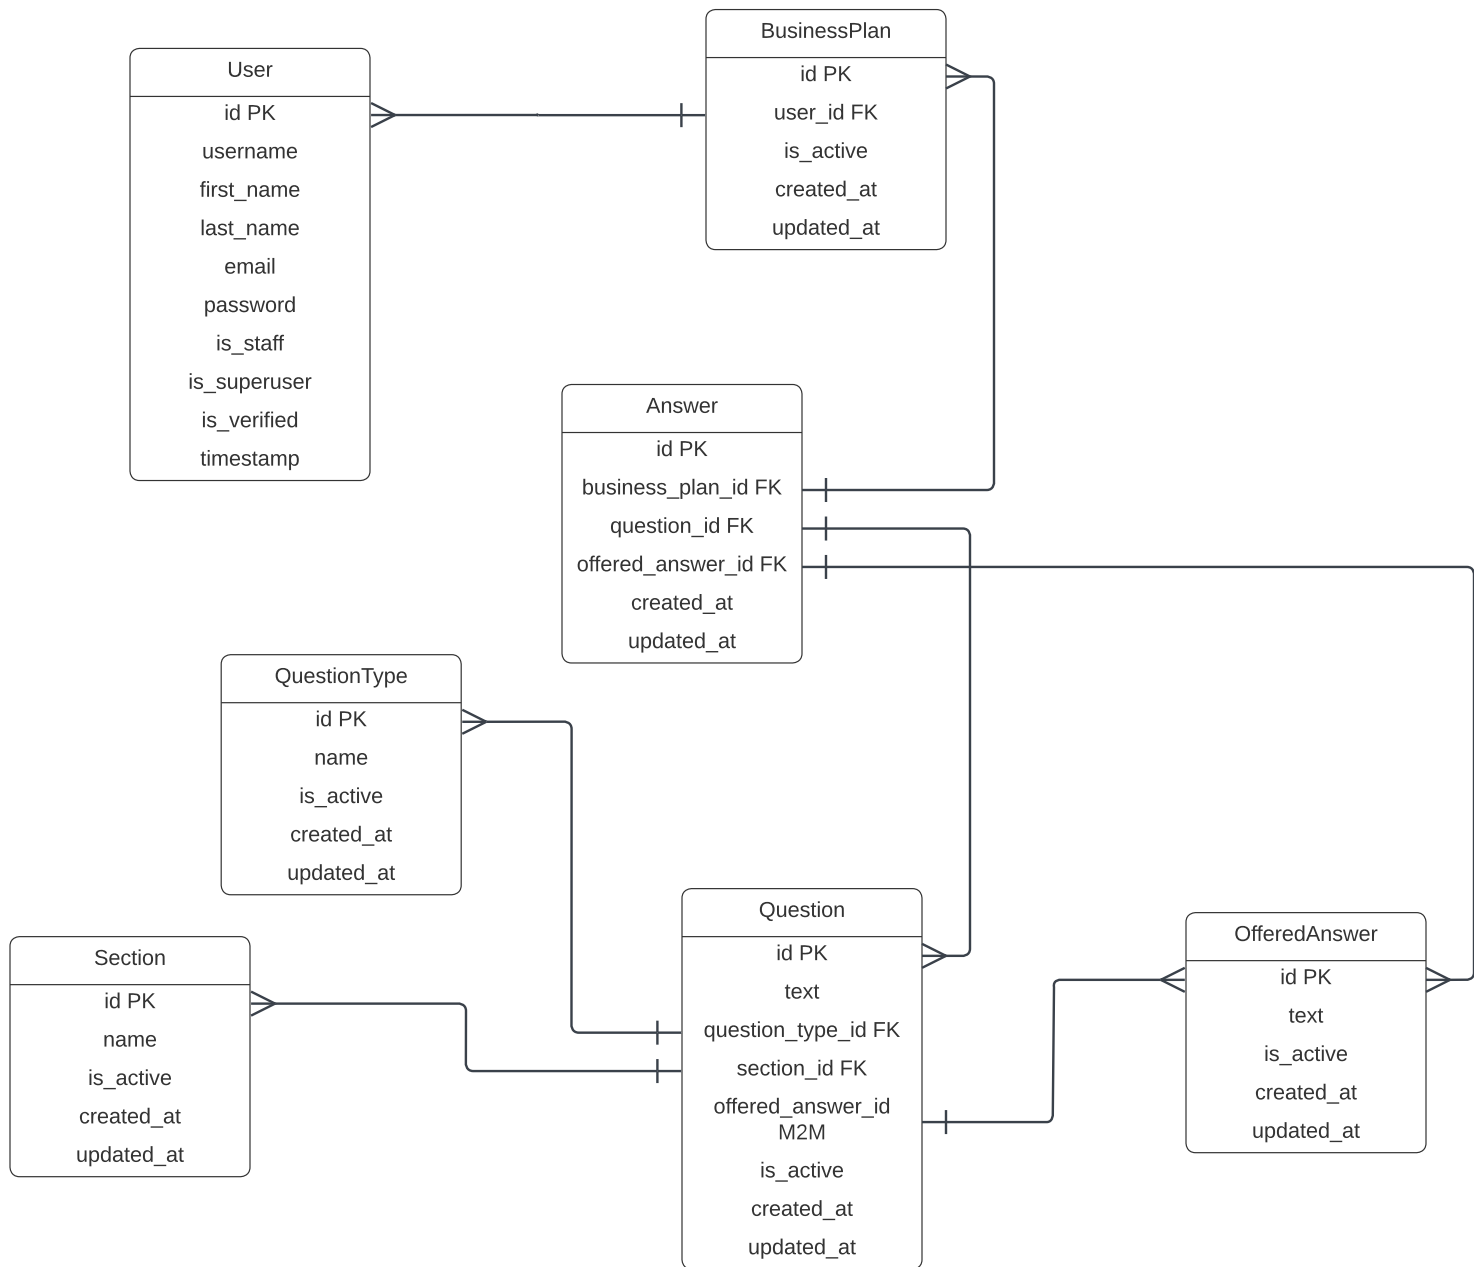 User
id PK
username
first_name
last_name
email
password
is_staff
is_superuser
is_verified
timestamp
BusinessPlan
id PK
user_id FK
is_active
created_at
updated_at
Answer
id PK
business_plan_id FK
question_id FK
offered_answer_id FK
created_at
updated_at
QuestionType
id PK
name
is_active
created_at
updated_at
Section
id PK
name
is_active
created_at
updated_at
Question
id PK
text
question_type_id FK
section_id FK
offered_answer_id
M2M
is_active
created_at
updated_at
OfferedAnswer
id PK
text
is_active
created_at
updated_at